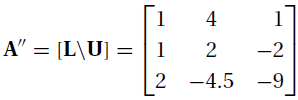 A″ = [L\U] =
1 4 1
1 2 −2
2 −4.5 −9